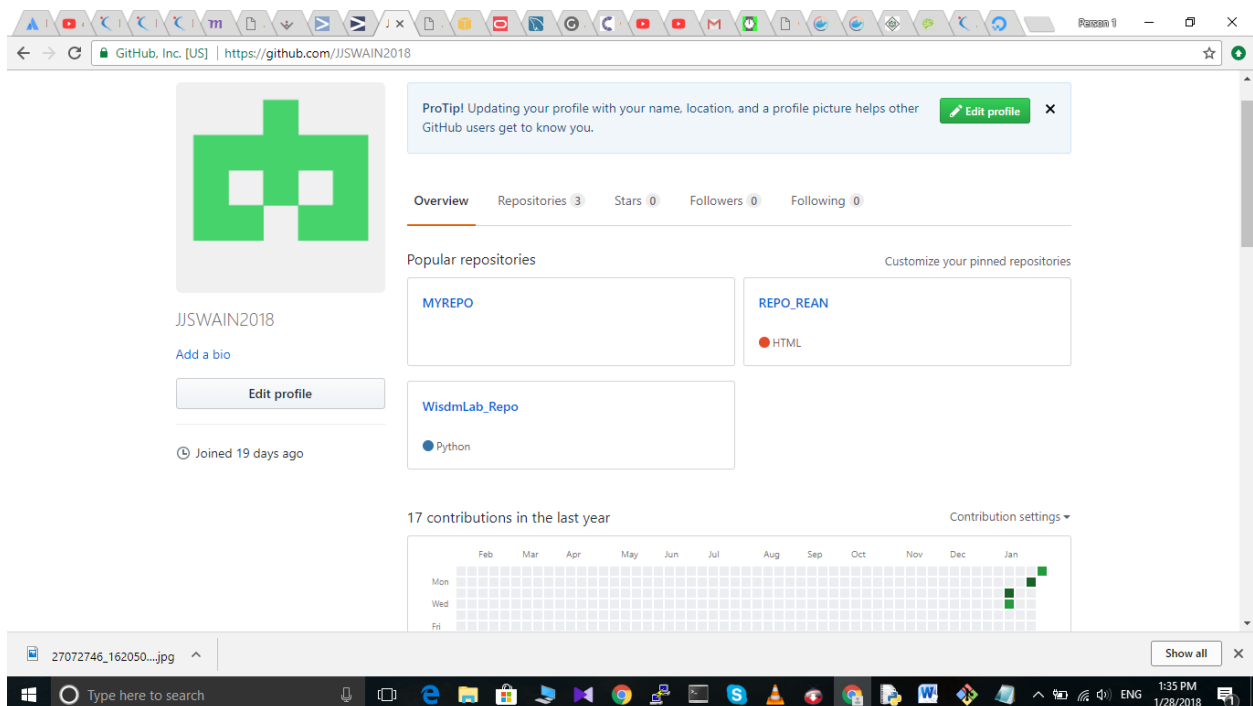 Person 1
GitHub, Inc. [US] | https://github.com/JJSWAIN2018
ProTip! Updating your profile with your name, location, and a profile picture helps other
GitHub users get to know you.
Edit profile
Overview Repositories 3 Stars 0 Followers 0 Following 0
Popular repositories
Customize your pinned repositories
MYREPO
REPO_REAN
HTML
JJSWAIN2018
Add a bio
Edit profile
WisdmLab_Repo
Python
Joined 19 days ago
17 contributions in the last year
Contribution settings
Feb Mar Apr May Jun Jul Aug Sep Oct Nov Dec Jan
Mon
Wed
Fri
27072746_162050....jpg
Show all
Type here to search
ENG
1:35 PM
1/28/2018